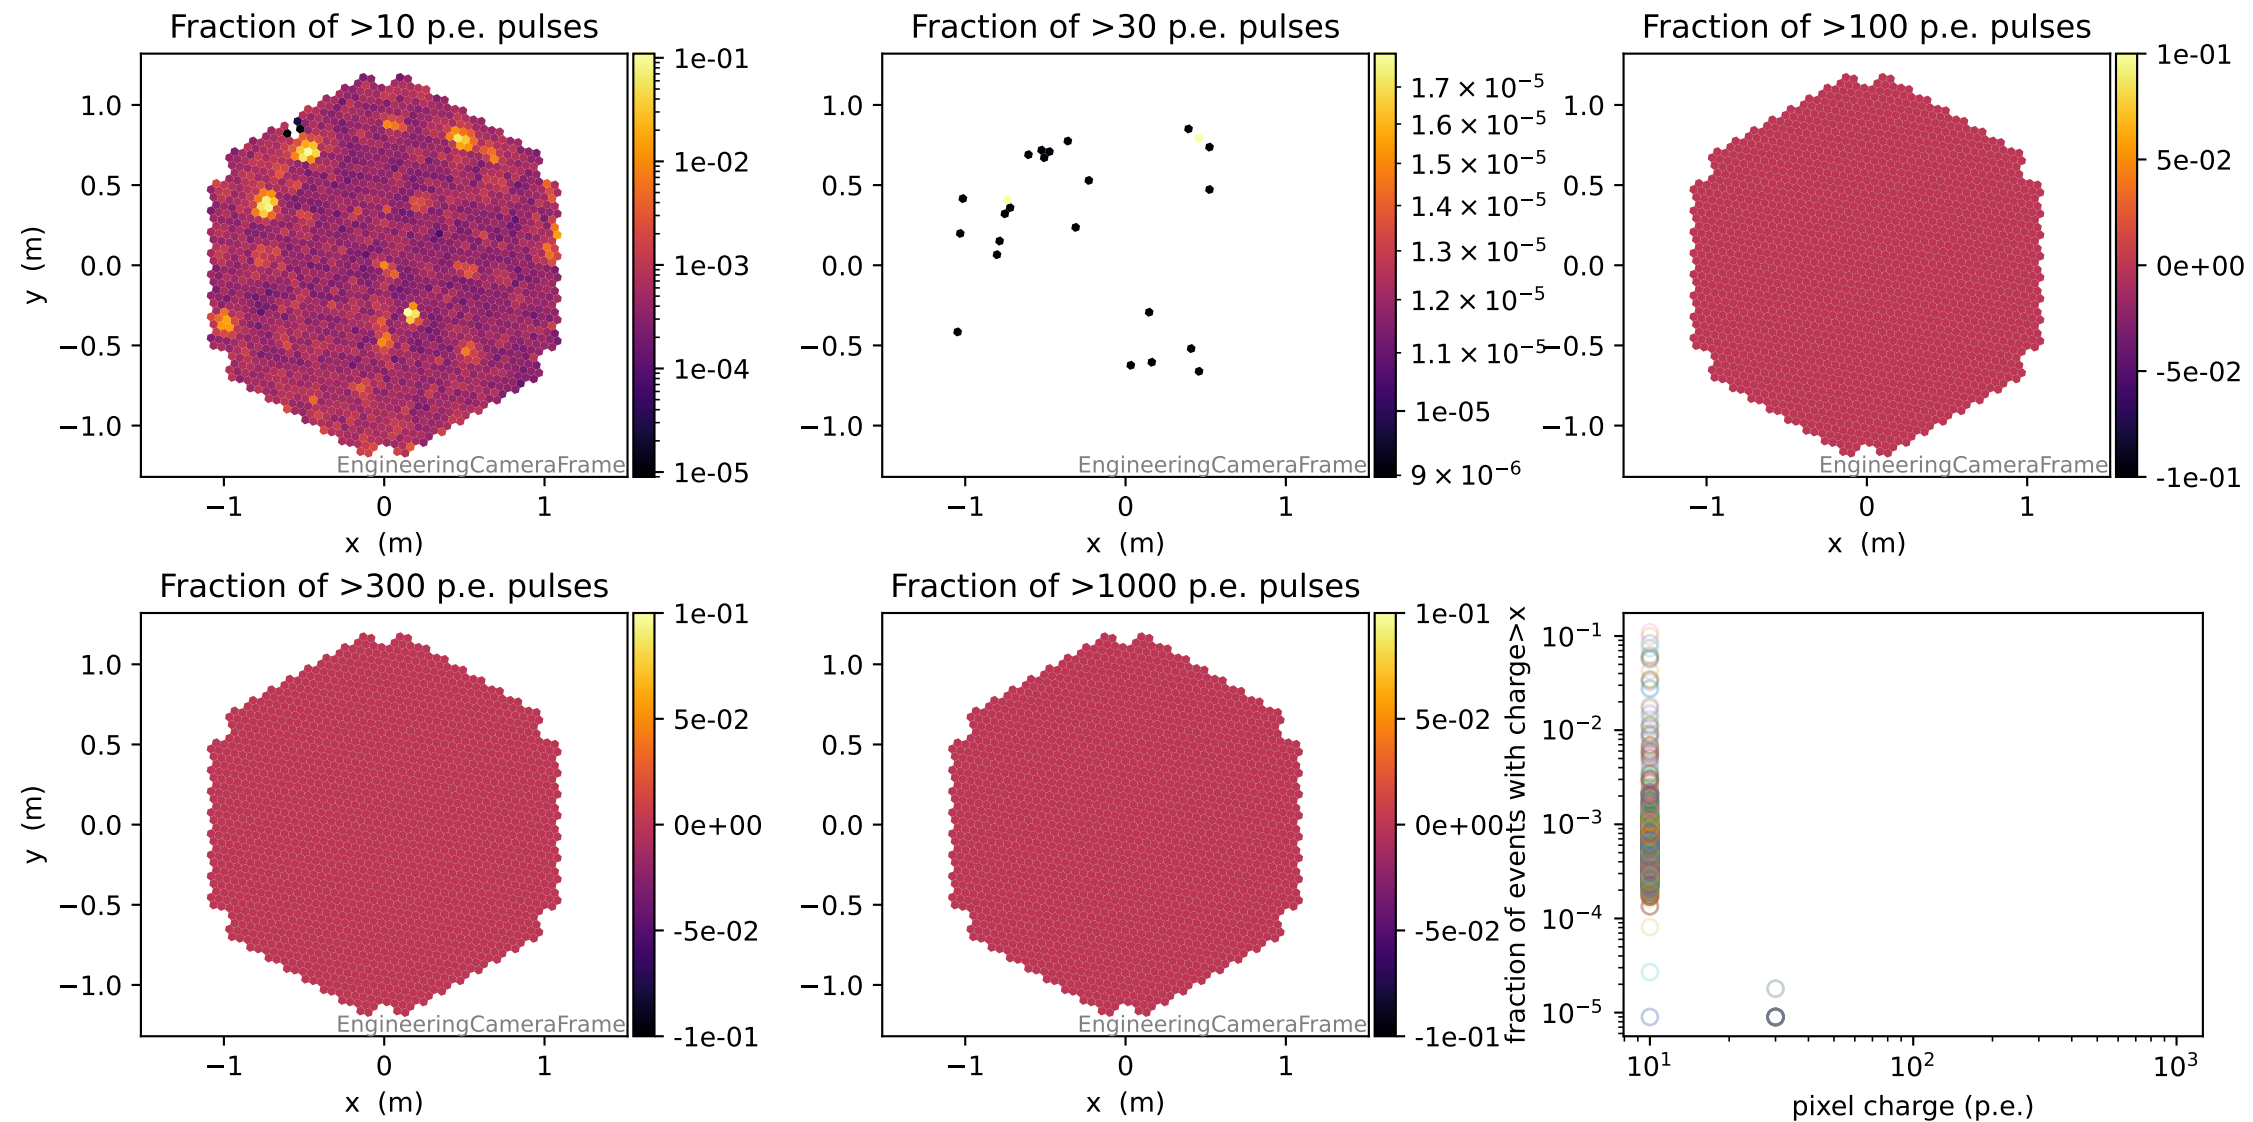 Fraction of >10 p.e. pulses
1.0
0.5
0.0
−0.5
−1.0
y (m)
−1
0
1
x (m)
EngineeringCameraFrame
1e-01
1e-02
1e-03
1e-04
1e-05
Fraction of >30 p.e. pulses
1.0
0.5
0.0
−0.5
−1.0
−1
0
1
x (m)
EngineeringCameraFrame
1.7 × 10⁻⁵
1.6 × 10⁻⁵
1.5 × 10⁻⁵
1.4 × 10⁻⁵
1.3 × 10⁻⁵
1.2 × 10⁻⁵
1.1 × 10⁻⁵
1e-05
9 × 10⁻⁶
Fraction of >100 p.e. pulses
1.0
0.5
0.0
−0.5
−1.0
−1
0
1
x (m)
EngineeringCameraFrame
1e-01
5e-02
0e+00
-5e-02
-1e-01
Fraction of >300 p.e. pulses
1.0
0.5
0.0
−0.5
−1.0
y (m)
−1
0
1
x (m)
EngineeringCameraFrame
1e-01
5e-02
0e+00
-5e-02
-1e-01
Fraction of >1000 p.e. pulses
1.0
0.5
0.0
−0.5
−1.0
−1
0
1
x (m)
EngineeringCameraFrame
1e-01
5e-02
0e+00
-5e-02
-1e-01
fraction of events with charge>x
10⁻¹
10⁻²
10⁻³
10⁻⁴
10⁻⁵
10¹
10²
10³
pixel charge (p.e.)